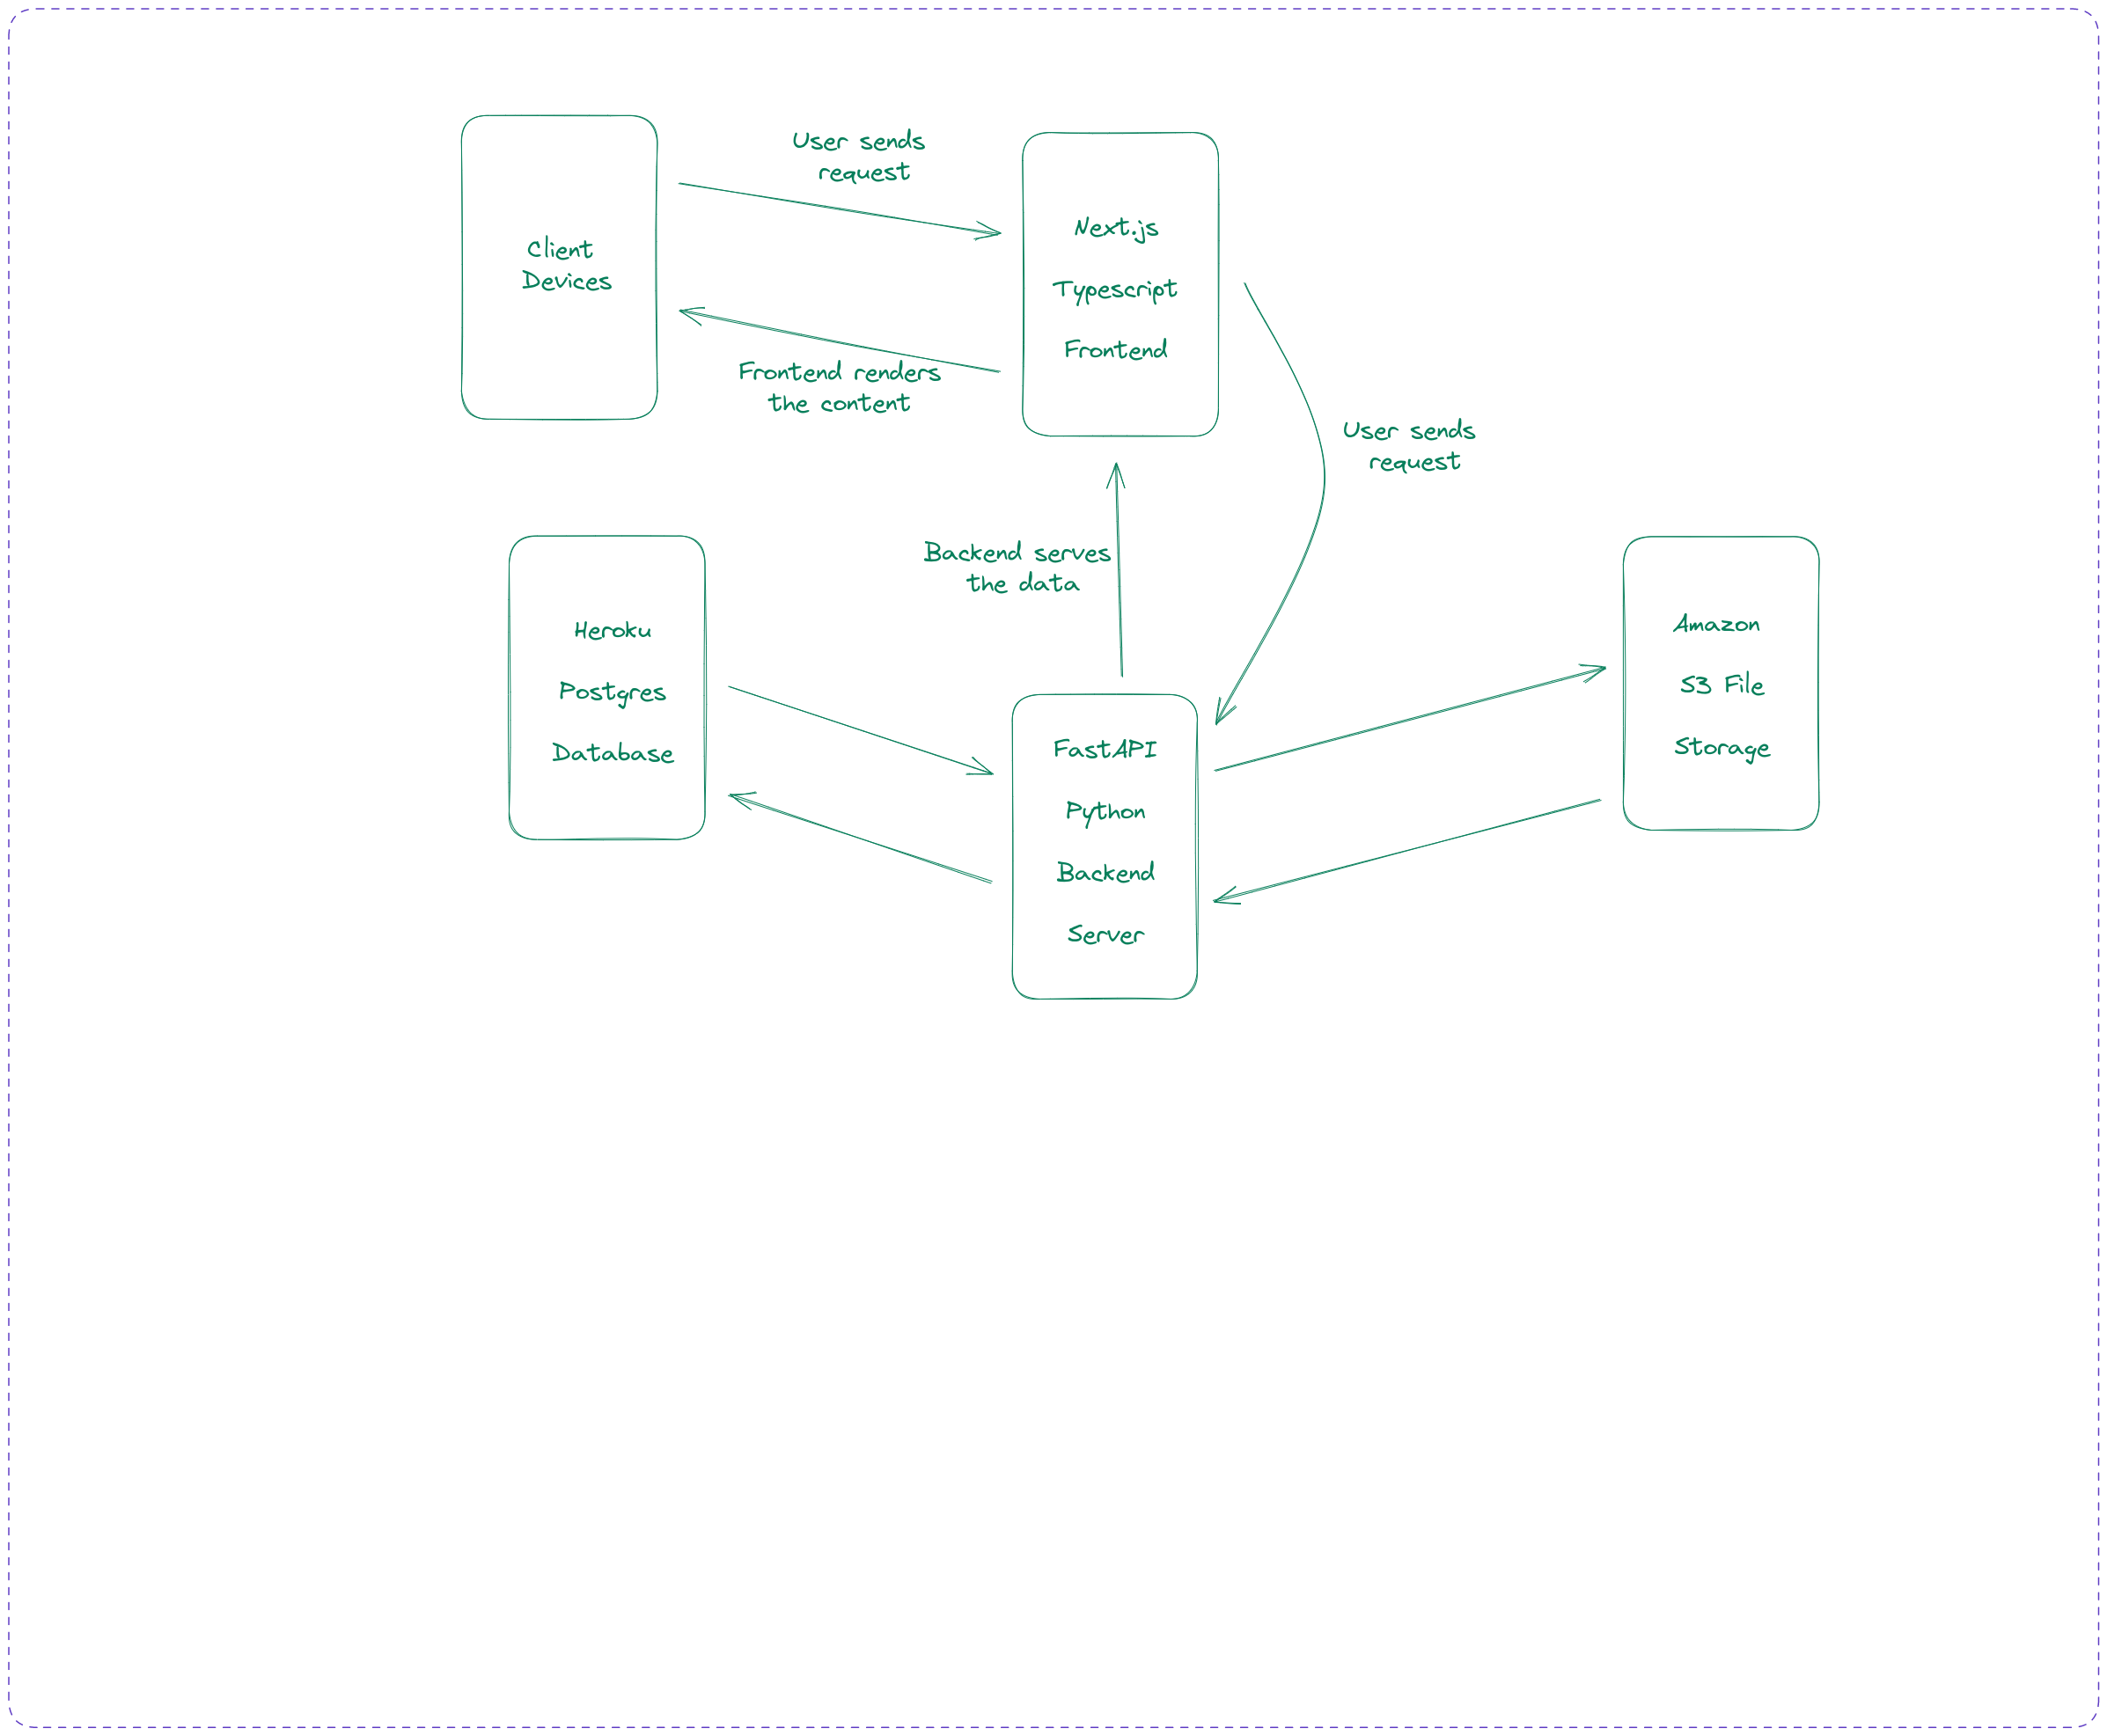 User sends
request
Client
Devices
Next.js
Typescript
Frontend
Frontend renders
the content
User sends
request
Backend serves
the data
Heroku
Postgres
Database
Amazon
S3 File
Storage
FastAPI
Python
Backend
Server